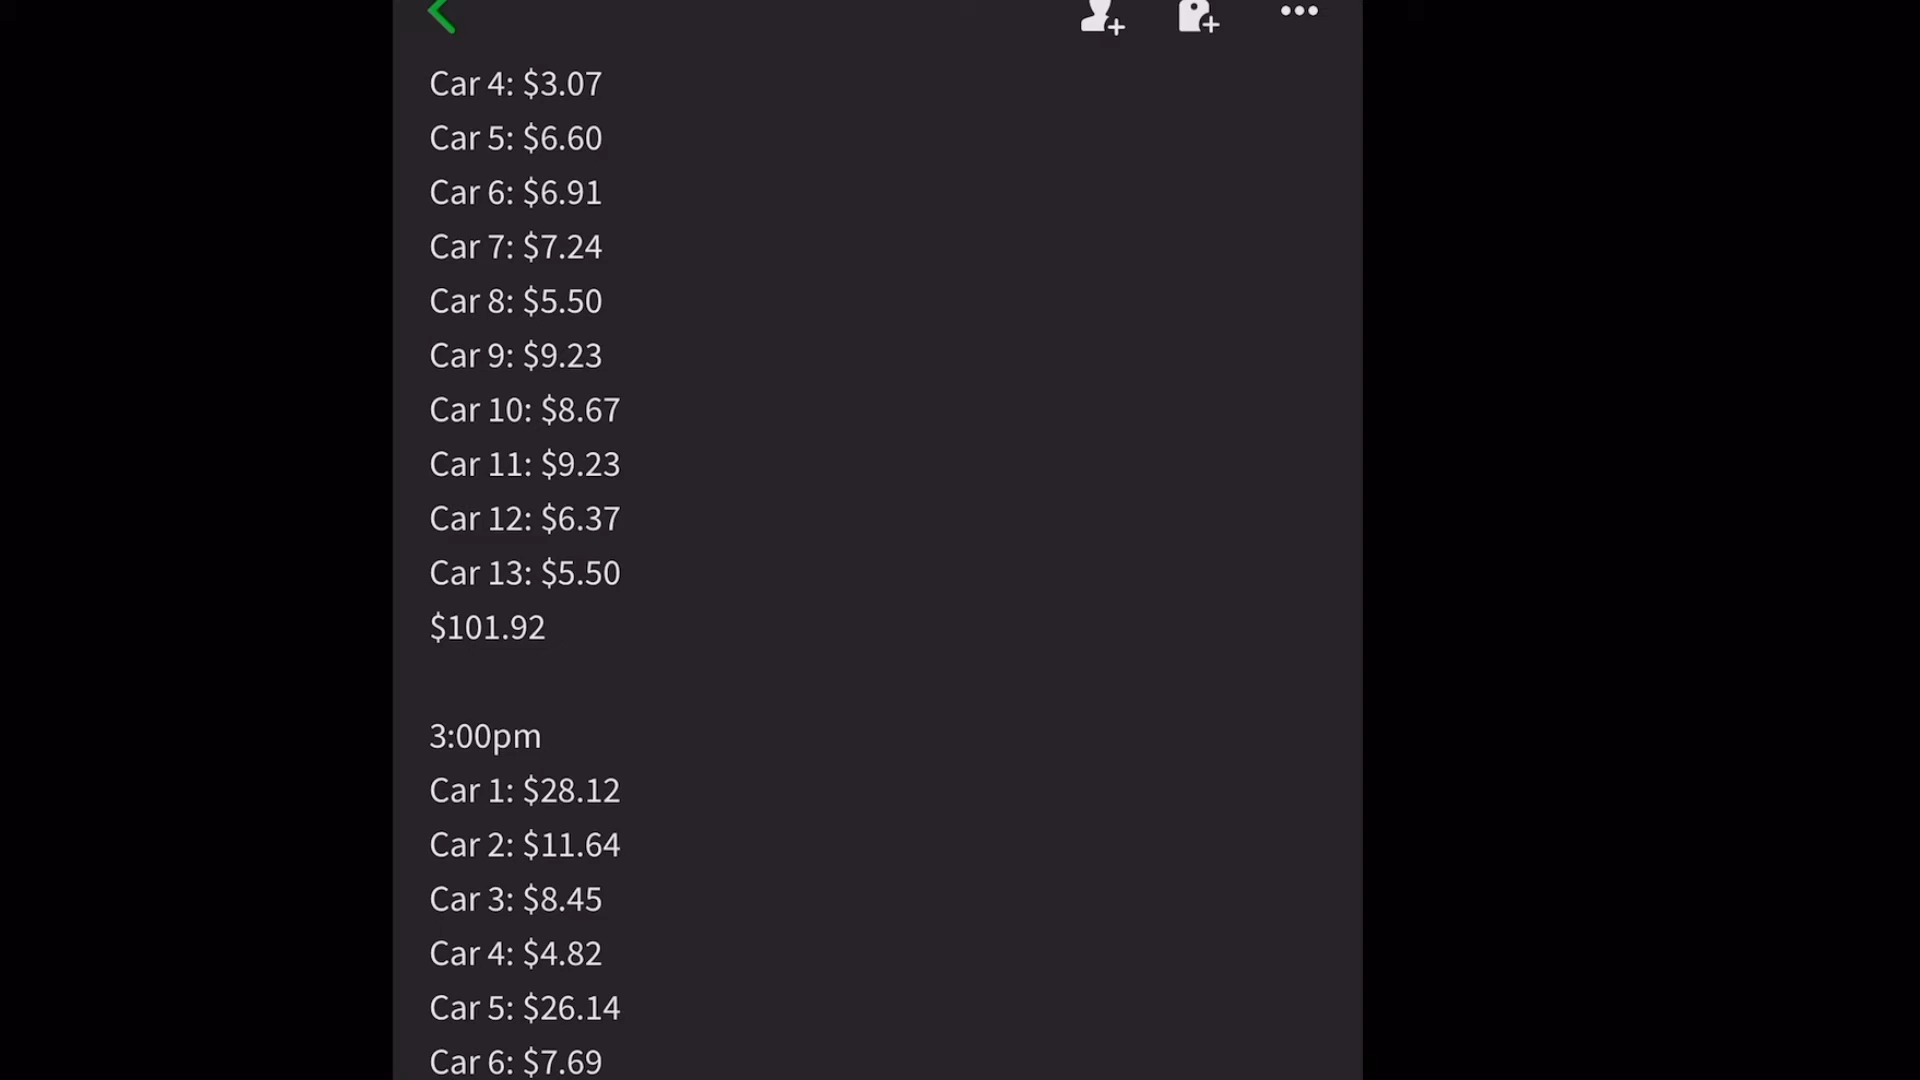 Car 4: $3.07
Car 5: $6.60
Car 6: $6.91
Car 7: $7.24
Car 8: $5.50
Car 9: $9.23
Car 10: $8.67
Car 11: $9.23
Car 12: $6.37
Car 13: $5.50
$101.92
3:00pm
Car 1: $28.12
Car 2: $11.64
Car 3: $8.45
Car 4: $4.82
Car 5: $26.14
Car 6: $7.69